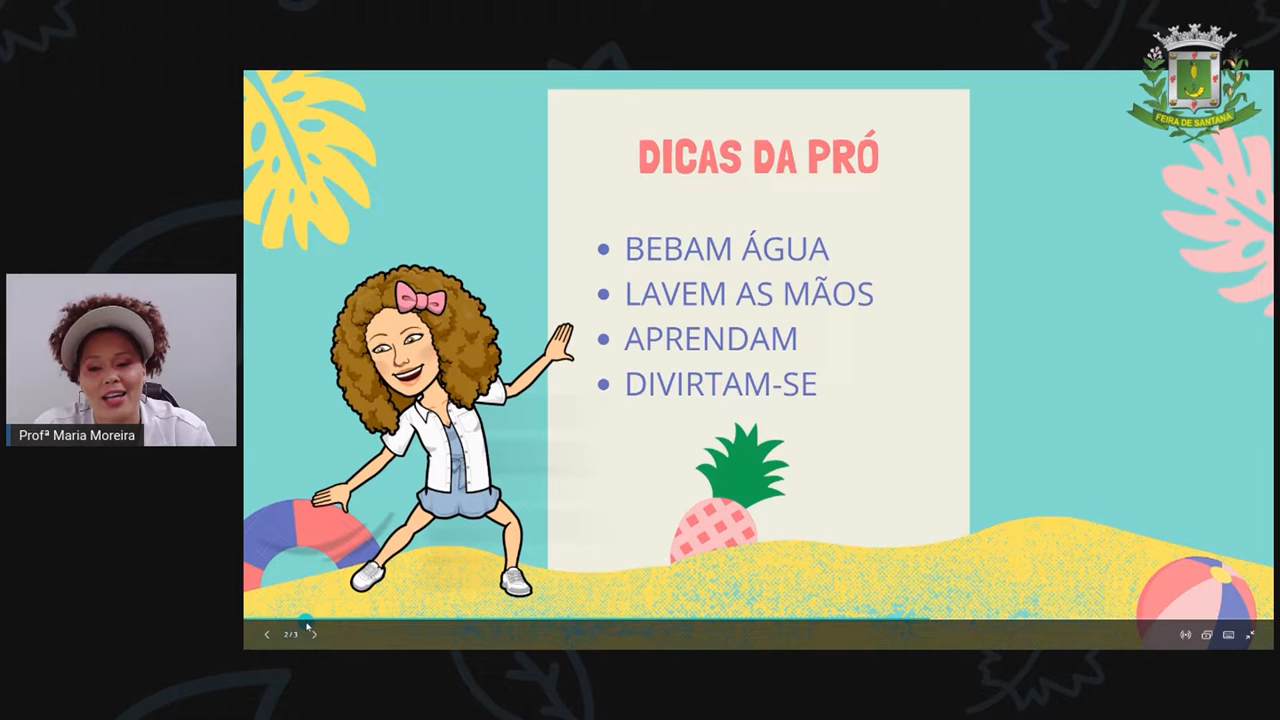 FEIRA DE SANTANA
DICAS DA PRÓ
• BEBAM ÁGUA
• LAVEM AS MÃOS
• APRENDAM
• DIVIRTAM-SE
Profª Maria Moreira
2/3